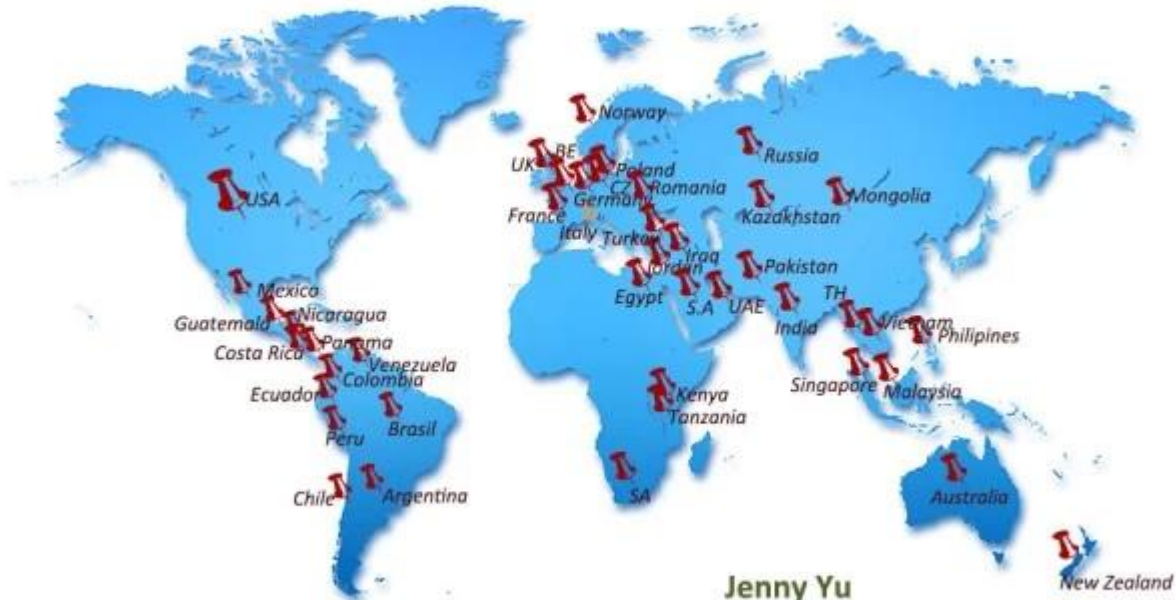 Norway
BE
UK
Poland
Russia
CZ
Romania
USA
Germany
Mongolia
France
Kazakhstan
Italy
Turkey
Iraq
Jordan
Pakistan
Mexico
Egypt
S.A
UAE
TH
India
Guatemala
Nicaragua
Vietnam
Philipines
Costa Rica
Panama
Venezuela
Singapore
Malaysia
Colombia
Ecuador
Kenya
Tanzania
Peru
Brasil
Chile
Argentina
SA
Australia
New Zealand
Jenny Yu